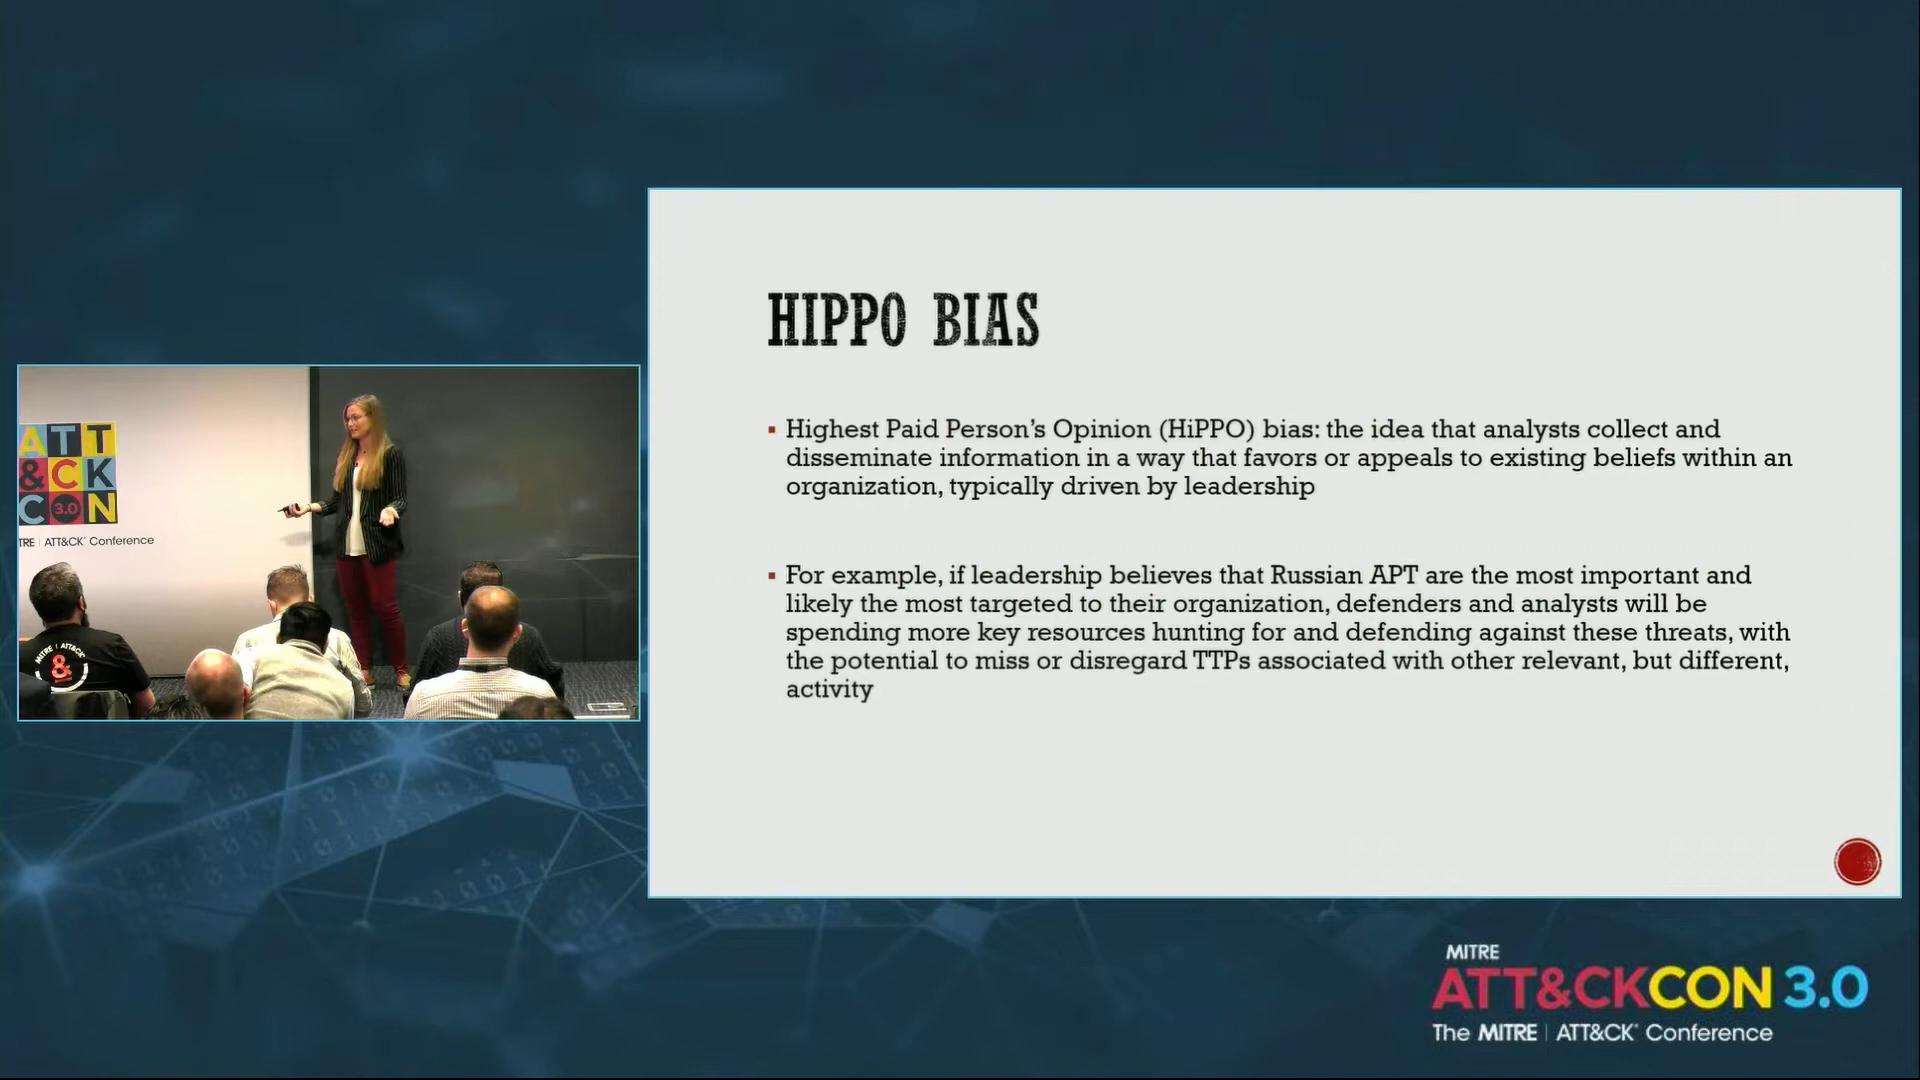 HIPPO BIAS
▪ Highest Paid Person's Opinion (HiPPO) bias: the idea that analysts collect and
disseminate information in a way that favors or appeals to existing beliefs within an
organization, typically driven by leadership
▪ For example, if leadership believes that Russian APT are the most important and
likely the most targeted to their organization, defenders and analysts will be
spending more key resources hunting for and defending against these threats, with
the potential to miss or disregard TTPs associated with other relevant, but different,
activity
ATT
&CK
C3.0N
TRE | ATT&CK® Conference
MITRE | ATT&CK®
&
MITRE
ATT&CKCON 3.0
The MITRE | ATT&CK® Conference